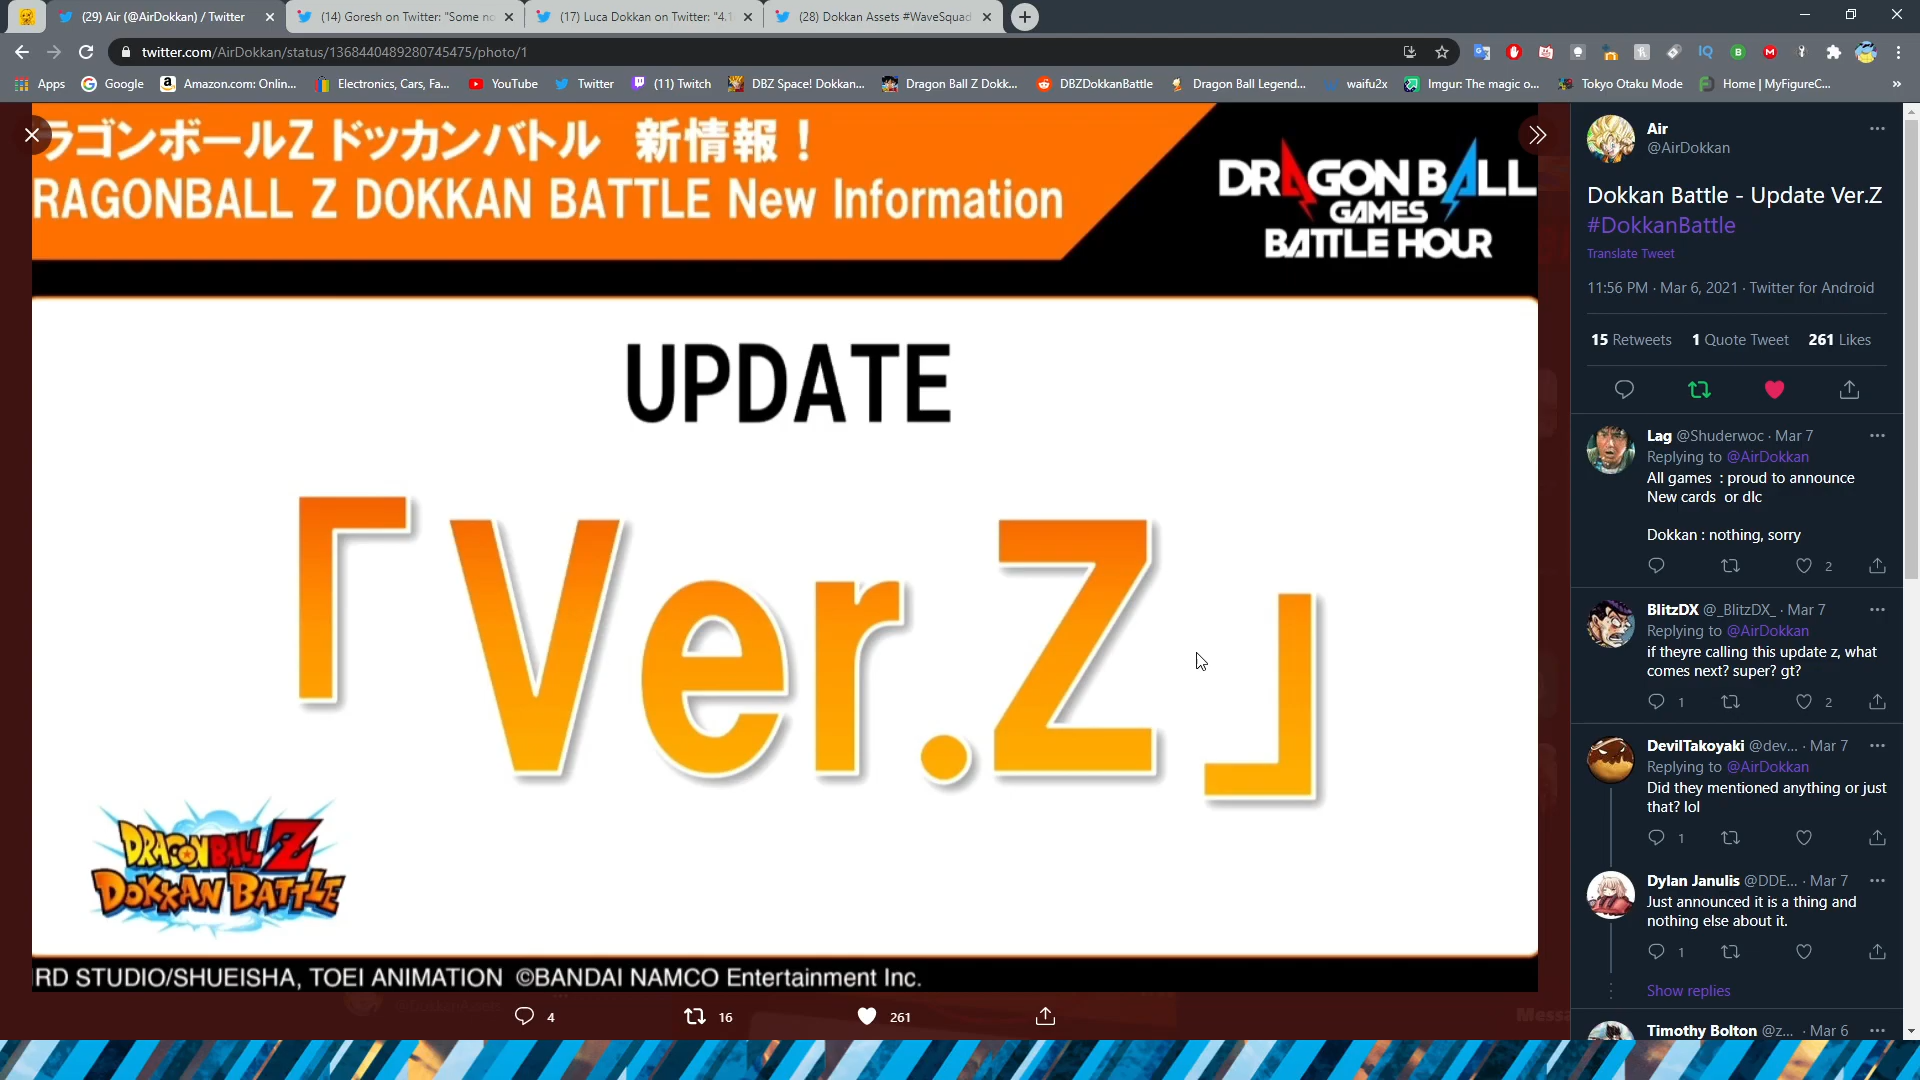 (29) Air (@AirDokkan) / Twitter
(14) Goresh on Twitter: "Some no
(17) Luca Dokkan on Twitter: "4.1
(28) Dokkan Assets #WaveSquad
twitter.com/AirDokkan/status/1368440489280745475/photo/1
Apps
Google
Amazon.com: Onlin...
Electronics, Cars, Fa...
YouTube
Twitter
(11) Twitch
DBZ Space! Dokkan...
Dragon Ball Z Dokk...
DBZDokkanBattle
Dragon Ball Legend...
waifu2x
Imgur: The magic o...
Tokyo Otaku Mode
Home | MyFigureC...
ラゴンボールZ ドッカンバトル 新情報!
RAGONBALL Z DOKKAN BATTLE New Information
DRAGON BALL
GAMES
BATTLE HOUR
UPDATE
「Ver.Z」
DRAGONBALL Z
DOKKAN BATTLE
RD STUDIO/SHUEISHA, TOEI ANIMATION ©BANDAI NAMCO Entertainment Inc.
4
16
261
Air
@AirDokkan
Dokkan Battle - Update Ver.Z
#DokkanBattle
Translate Tweet
11:56 PM · Mar 6, 2021 · Twitter for Android
15 Retweets 1 Quote Tweet 261 Likes
Lag @Shuderwoc · Mar 7
Replying to @AirDokkan
All games : proud to announce
New cards or dlc
Dokkan : nothing, sorry
2
BlitzDX @_BlitzDX_ · Mar 7
Replying to @AirDokkan
if theyre calling this update z, what
comes next? super? gt?
1 2
DevilTakoyaki @dev... · Mar 7
Replying to @AirDokkan
Did they mentioned anything or just
that? lol
1
Dylan Janulis @DDE... · Mar 7
Just announced it is a thing and
nothing else about it.
1
Show replies
Timothy Bolton @z... · Mar 6